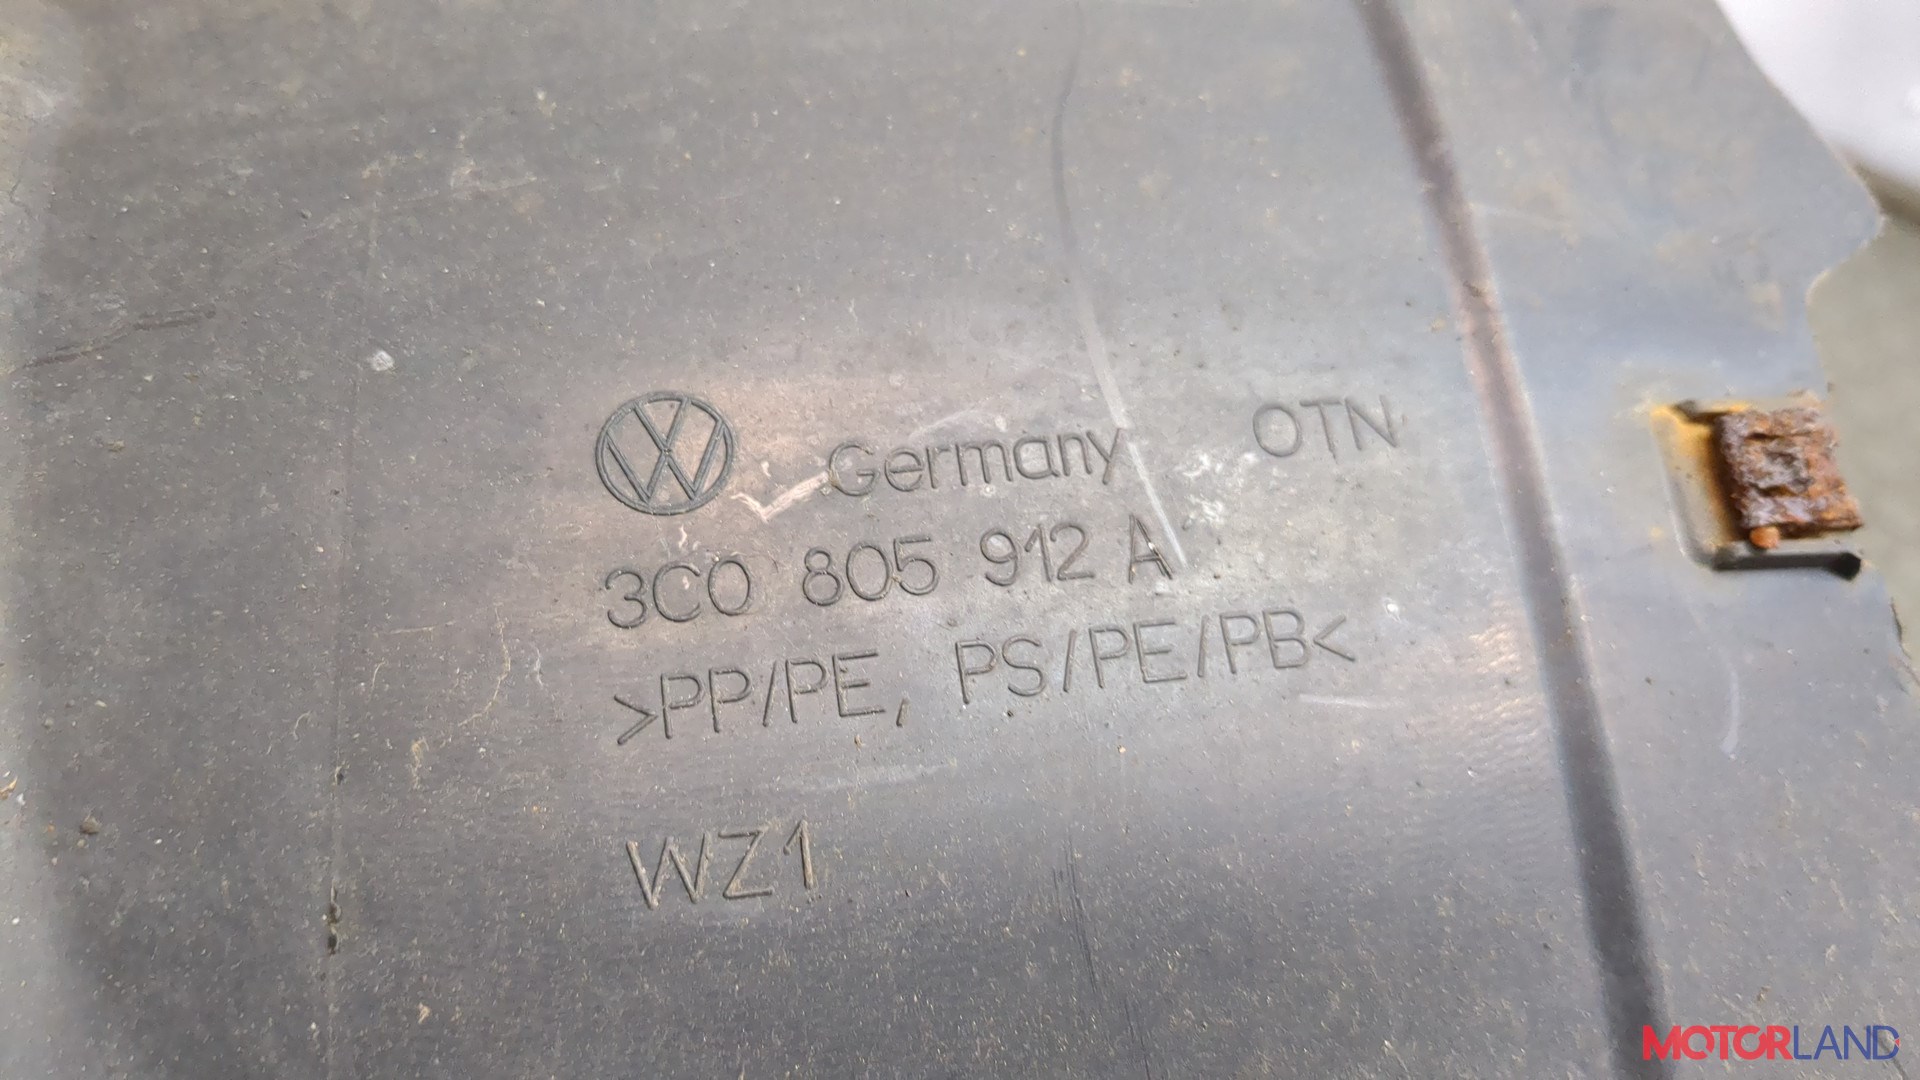 Germany OTN
3C0 805 912 A
>PP/PE, PS/PE/PB<
WZ1
MOTORLAND